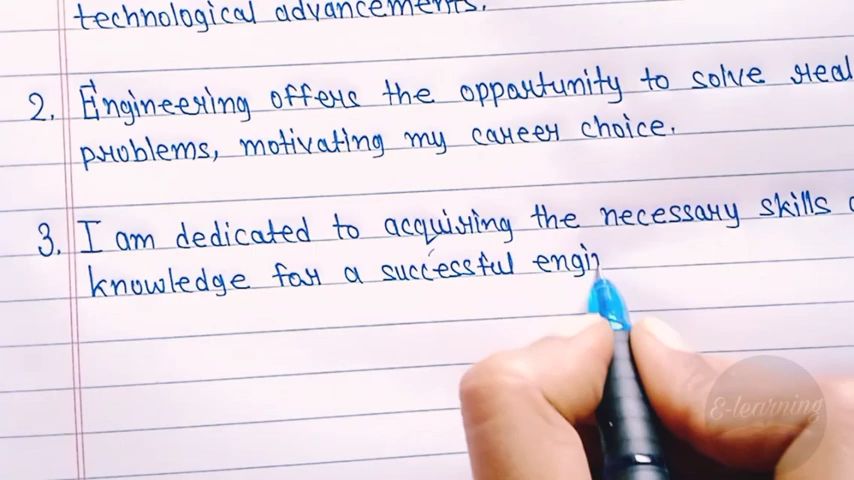 technological advancements.
2. Engineering offers the opportunity to solve real
problems, motivating my career choice.
3. I am dedicated to acquiring the necessary skills
knowledge for a successful engin
E-learning